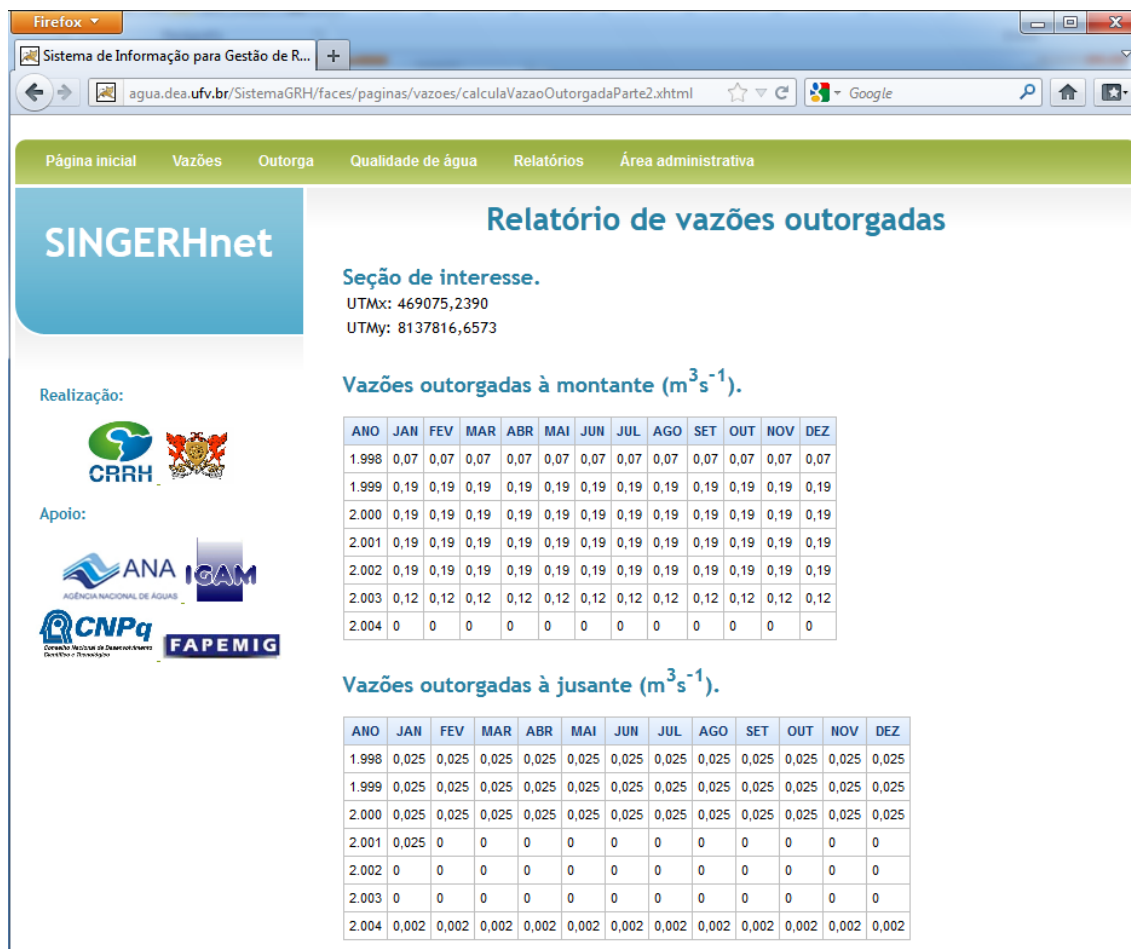 Firefox
Sistema de Informação para Gestão de R...
agua.dea.ufv.br/SistemaGRH/faces/paginas/vazoes/calculaVazaoOutorgadaParte2.xhtml
Google
Página inicial Vazões Outorga Qualidade de água Relatórios Área administrativa
SINGERHnet
Relatório de vazões outorgadas
Seção de interesse.
UTMx: 469075,2390
UTMy: 8137816,6573
Realização:
CRRH
Apoio:
ANA
AGÊNCIA NACIONAL DE ÁGUAS
IGAM
CNPq
Conselho Nacional de Desenvolvimento
Científico e Tecnológico
FAPEMIG
Vazões outorgadas à montante (m³s⁻¹).
ANO JAN FEV MAR ABR MAI JUN JUL AGO SET OUT NOV DEZ
1.998 0,07 0,07 0,07 0,07 0,07 0,07 0,07 0,07 0,07 0,07 0,07 0,07
1.999 0,19 0,19 0,19 0,19 0,19 0,19 0,19 0,19 0,19 0,19 0,19 0,19
2.000 0,19 0,19 0,19 0,19 0,19 0,19 0,19 0,19 0,19 0,19 0,19 0,19
2.001 0,19 0,19 0,19 0,19 0,19 0,19 0,19 0,19 0,19 0,19 0,19 0,19
2.002 0,19 0,19 0,19 0,19 0,19 0,19 0,19 0,19 0,19 0,19 0,19 0,19
2.003 0,12 0,12 0,12 0,12 0,12 0,12 0,12 0,12 0,12 0,12 0,12 0,12
2.004 0 0 0 0 0 0 0 0 0 0 0 0
Vazões outorgadas à jusante (m³s⁻¹).
ANO JAN FEV MAR ABR MAI JUN JUL AGO SET OUT NOV DEZ
1.998 0,025 0,025 0,025 0,025 0,025 0,025 0,025 0,025 0,025 0,025 0,025 0,025
1.999 0,025 0,025 0,025 0,025 0,025 0,025 0,025 0,025 0,025 0,025 0,025 0,025
2.000 0,025 0,025 0,025 0,025 0,025 0,025 0,025 0,025 0,025 0,025 0,025 0,025
2.001 0,025 0 0 0 0 0 0 0 0 0 0 0
2.002 0 0 0 0 0 0 0 0 0 0 0 0
2.003 0 0 0 0 0 0 0 0 0 0 0 0
2.004 0,002 0,002 0,002 0,002 0,002 0,002 0,002 0,002 0,002 0,002 0,002 0,002